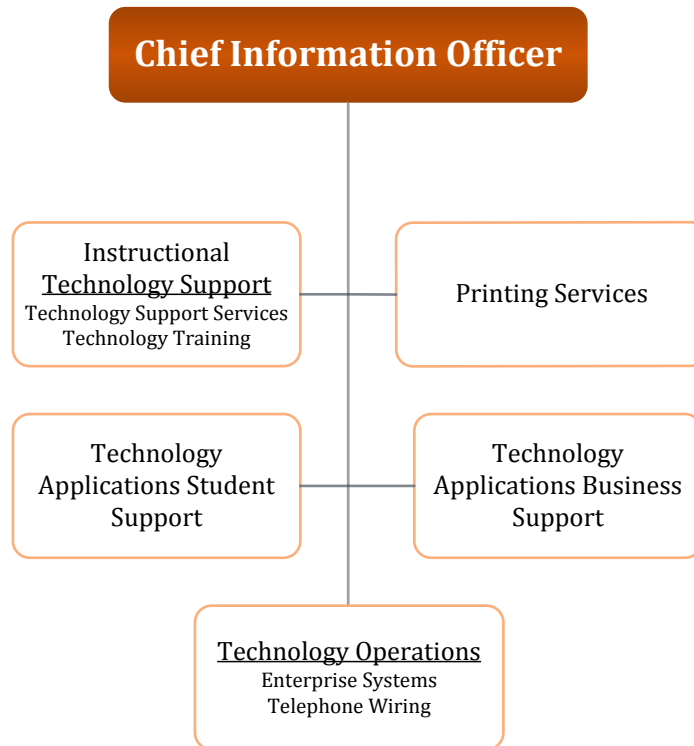 Chief Information Officer
Instructional
Technology Support
Technology Support Services
Technology Training
Printing Services
Technology
Applications Student
Support
Technology
Applications Business
Support
Technology Operations
Enterprise Systems
Telephone Wiring